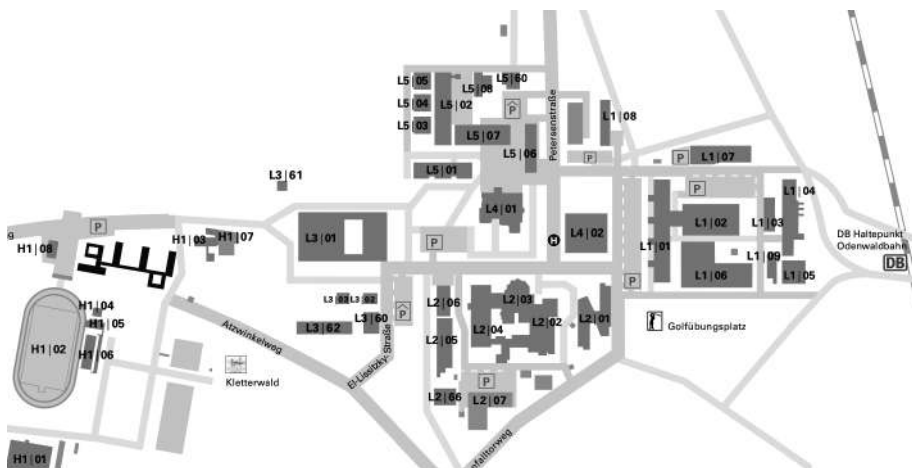 L5 | 05
L5 | 04
L5 | 03
L5 | 02
L5 | 08
L5 | 60
P
L5 | 07
L5 | 06
L5 | 01
Petersenstraße
L1 | 08
P
P
L1 | 07
P
L1 | 04
L3 | 61
L4 | 01
L4 | 02
L3 | 01
P
H
L1 | 01
L1 | 02
L1 | 03
L1 | 09
L1 | 06
L1 | 05
P
DB Haltepunkt
Odenwaldbahn
DB
P
H1 | 08
H1 | 03
H1 | 07
H1 | 04
H1 | 05
H1 | 02
H1 | 06
H1 | 01
Atzwinkelweg
Kletterwald
L3 | 03
L3 | 02
L3 | 62
L3 | 60
P
El-Lissitzky-Straße
L2 | 06
L2 | 05
L2 | 66
L2 | 03
L2 | 04
L2 | 02
L2 | 01
P
L2 | 07
Golfübungsplatz